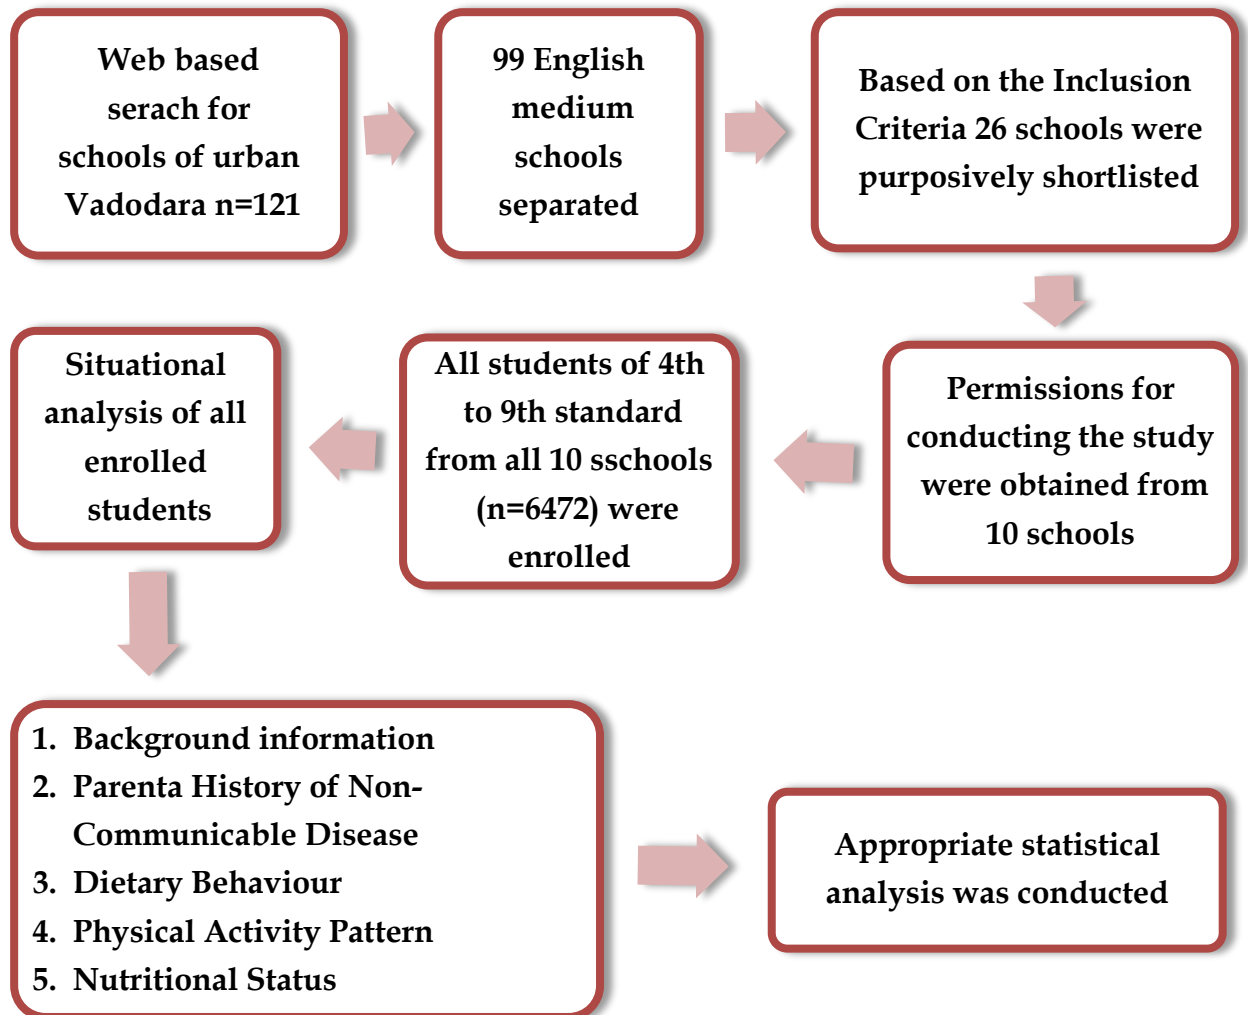 Web based
serach for
schools of urban
Vadodara n=121
99 English
medium
schools
separated
Based on the Inclusion
Criteria 26 schools were
purposively shortlisted
Permissions for
conducting the study
were obtained from
10 schools
All students of 4th
to 9th standard
from all 10 sschools
(n=6472) were
enrolled
Situational
analysis of all
enrolled
students
1. Background information
2. Parenta History of Non-
Communicable Disease
3. Dietary Behaviour
4. Physical Activity Pattern
5. Nutritional Status
Appropriate statistical
analysis was conducted